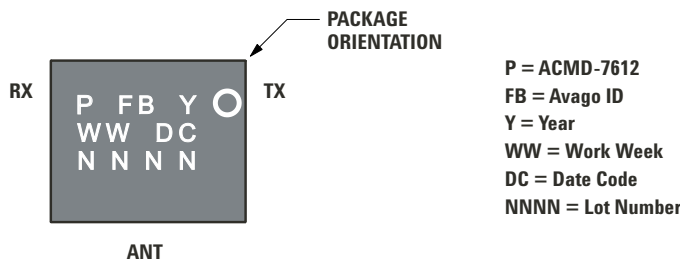 PACKAGE
ORIENTATION
RX
TX
P FB Y
WW DC
N N N N
ANT
P = ACMD-7612
FB = Avago ID
Y = Year
WW = Work Week
DC = Date Code
NNNN = Lot Number